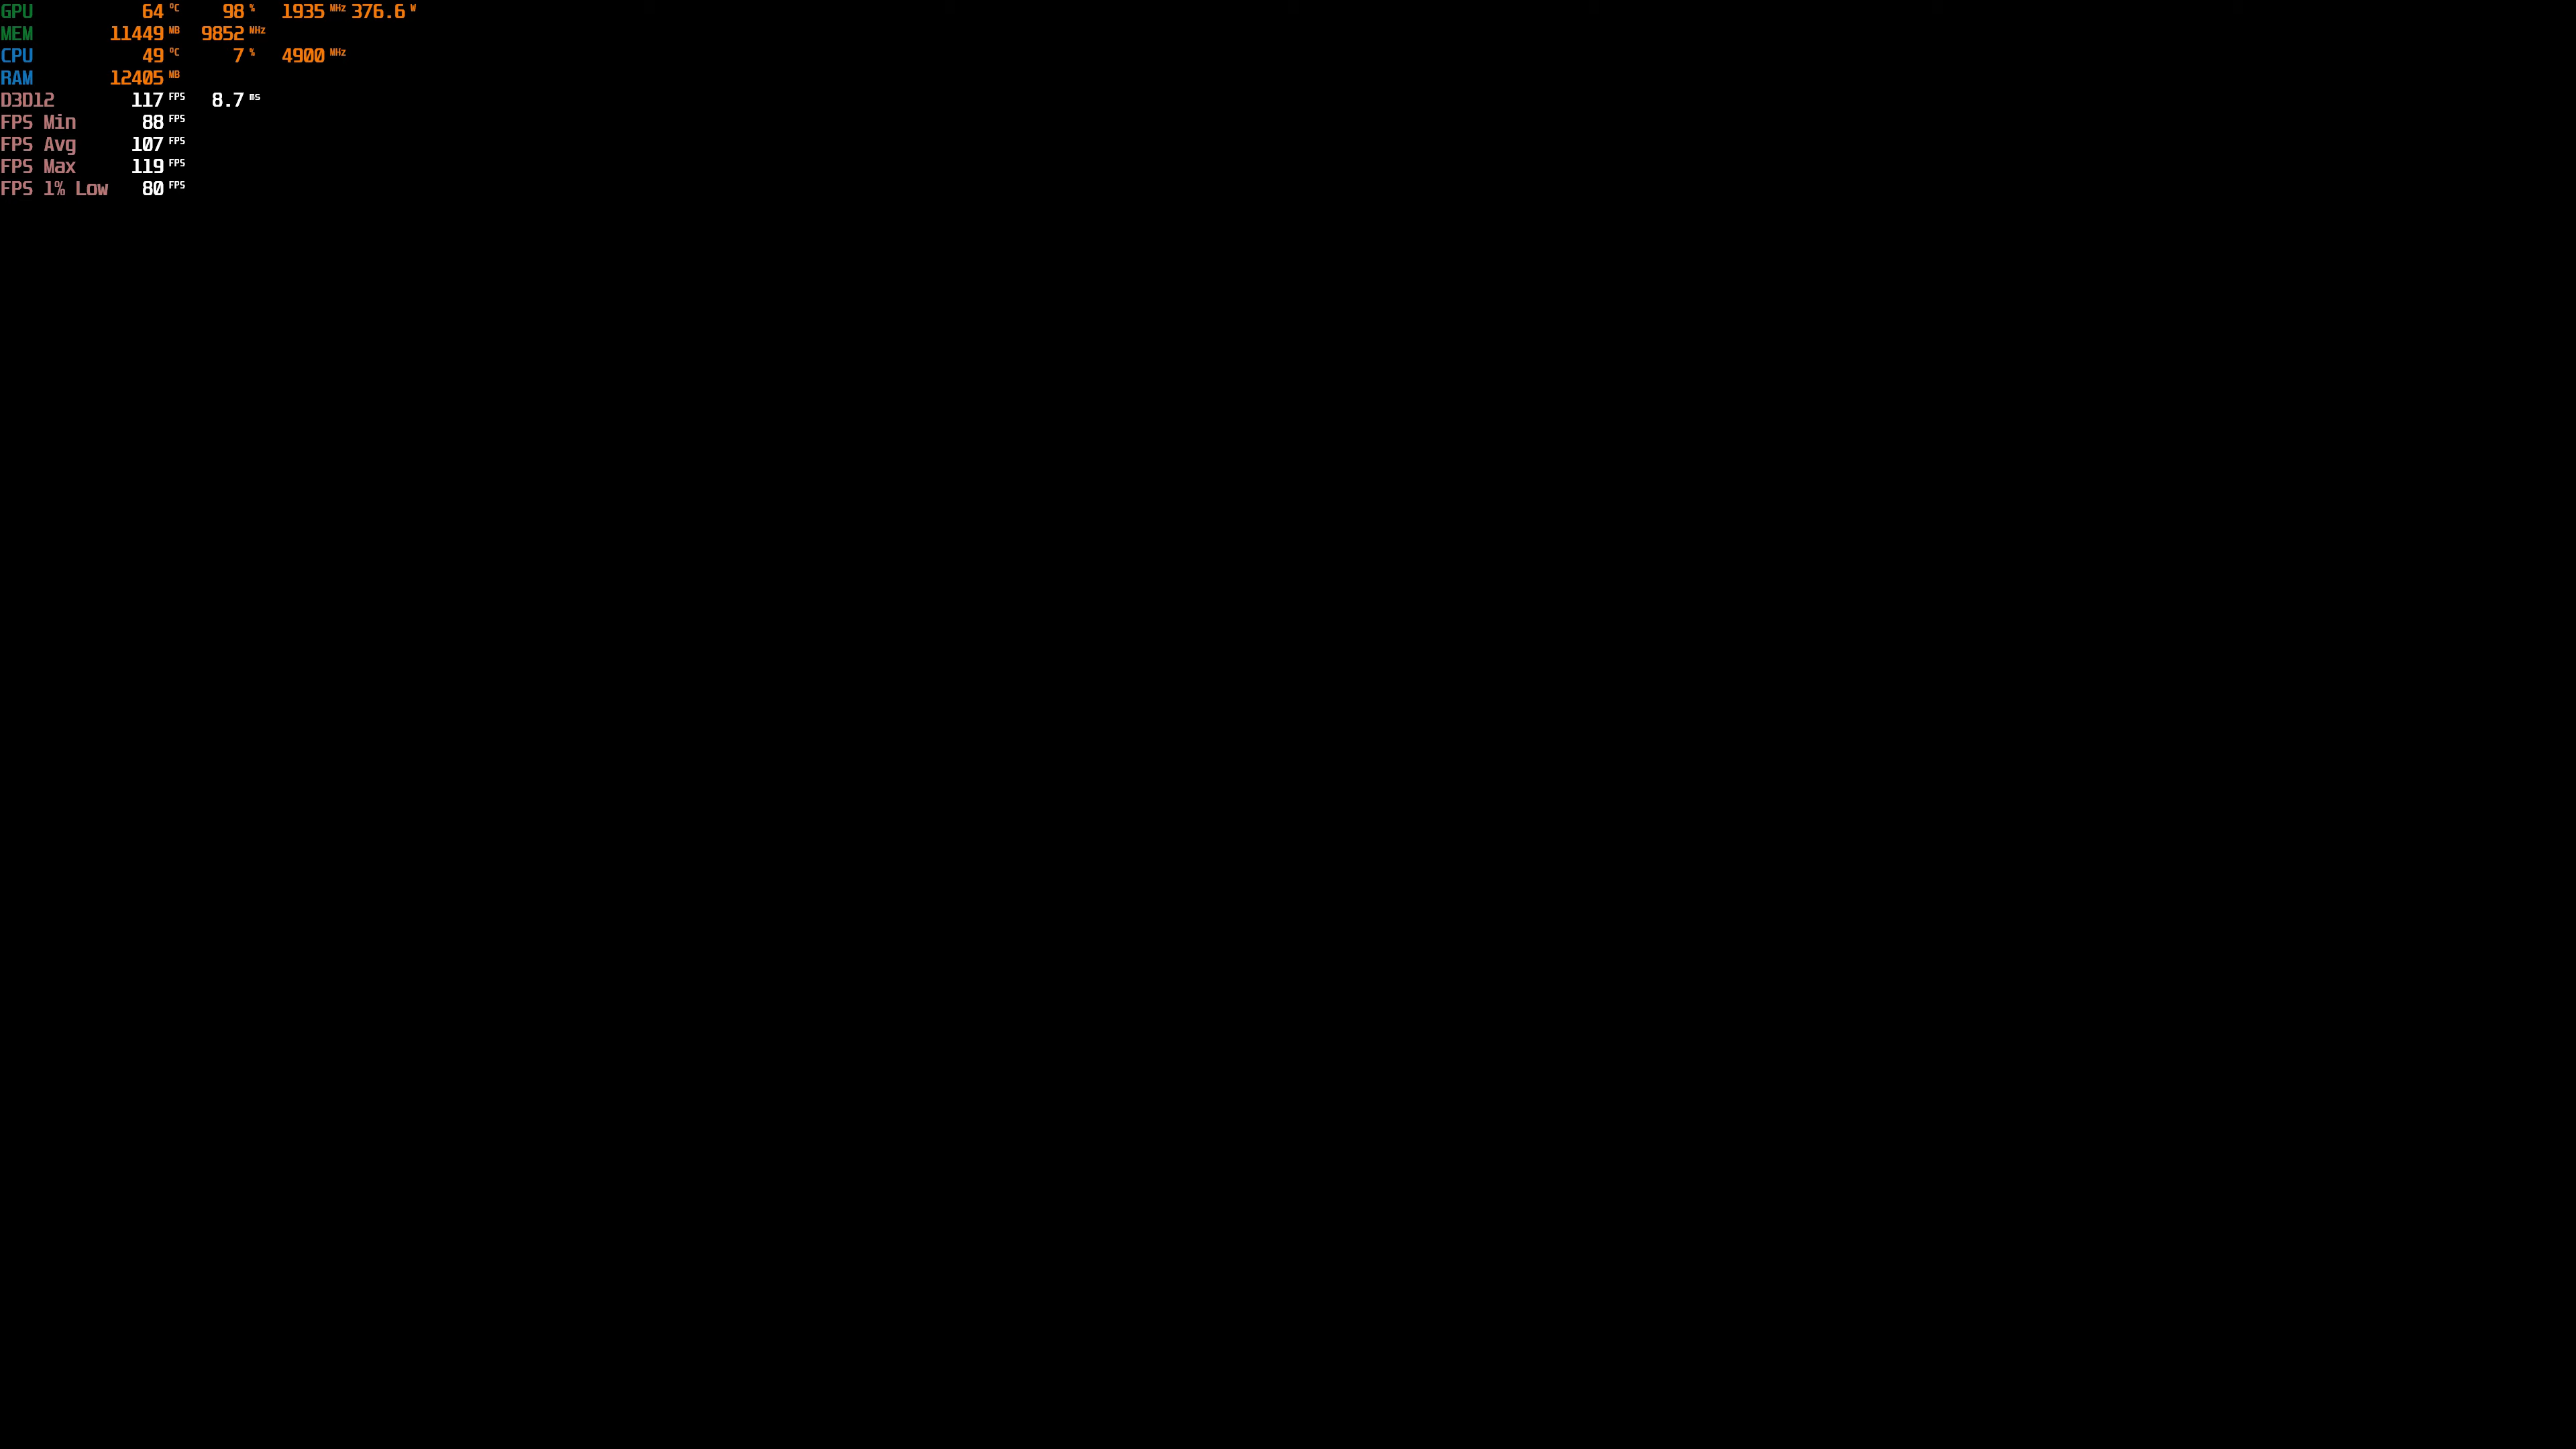 GPU 64 °C 98 % 1935 MHz 376.6 W
MEM 11449 MB 9852 MHz
CPU 49 °C 7 % 4900 MHz
RAM 12405 MB
D3D12 117 FPS 8.7 ms
FPS Min 88 FPS
FPS Avg 107 FPS
FPS Max 119 FPS
FPS 1% Low 80 FPS